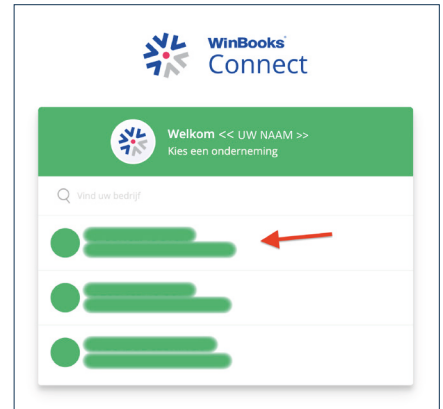 WinBooks
Connect
Welkom << UW NAAM >>
Kies een onderneming
Vind uw bedrijf